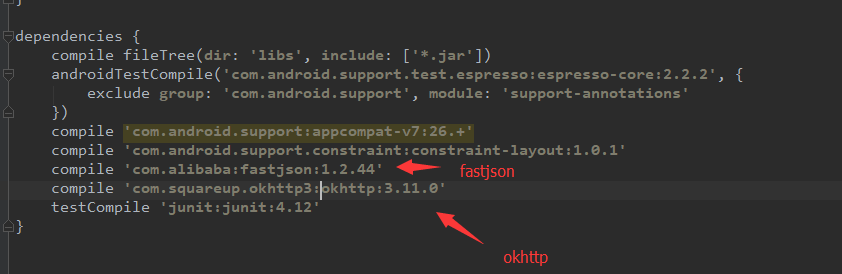 }
dependencies {
compile fileTree(dir: 'libs', include: ['*.jar'])
androidTestCompile('com.android.support.test.espresso:espresso-core:2.2.2', {
exclude group: 'com.android.support', module: 'support-annotations'
})
compile 'com.android.support:appcompat-v7:26.+'
compile 'com.android.support.constraint:constraint-layout:1.0.1'
compile 'com.alibaba:fastjson:1.2.44'
fastjson
compile 'com.squareup.okhttp3:okhttp:3.11.0'
testCompile 'junit:junit:4.12'
}
okhttp